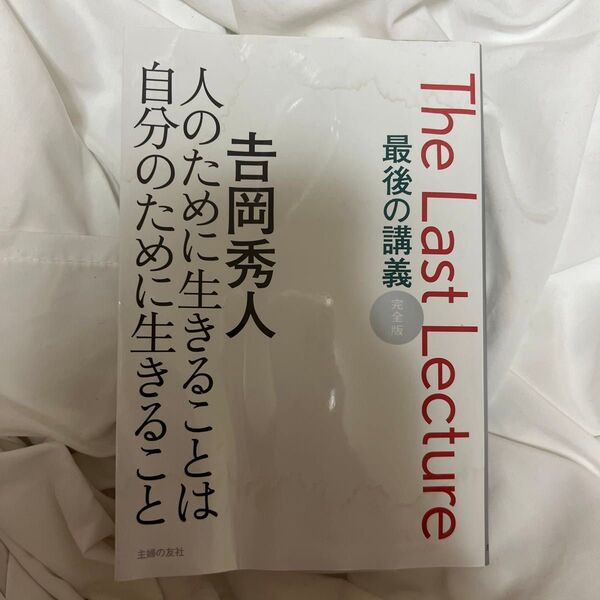 The Last Lecture
最後の講義
完全版
𠮷岡秀人
人のために生きることは
自分のために生きること
主婦の友社